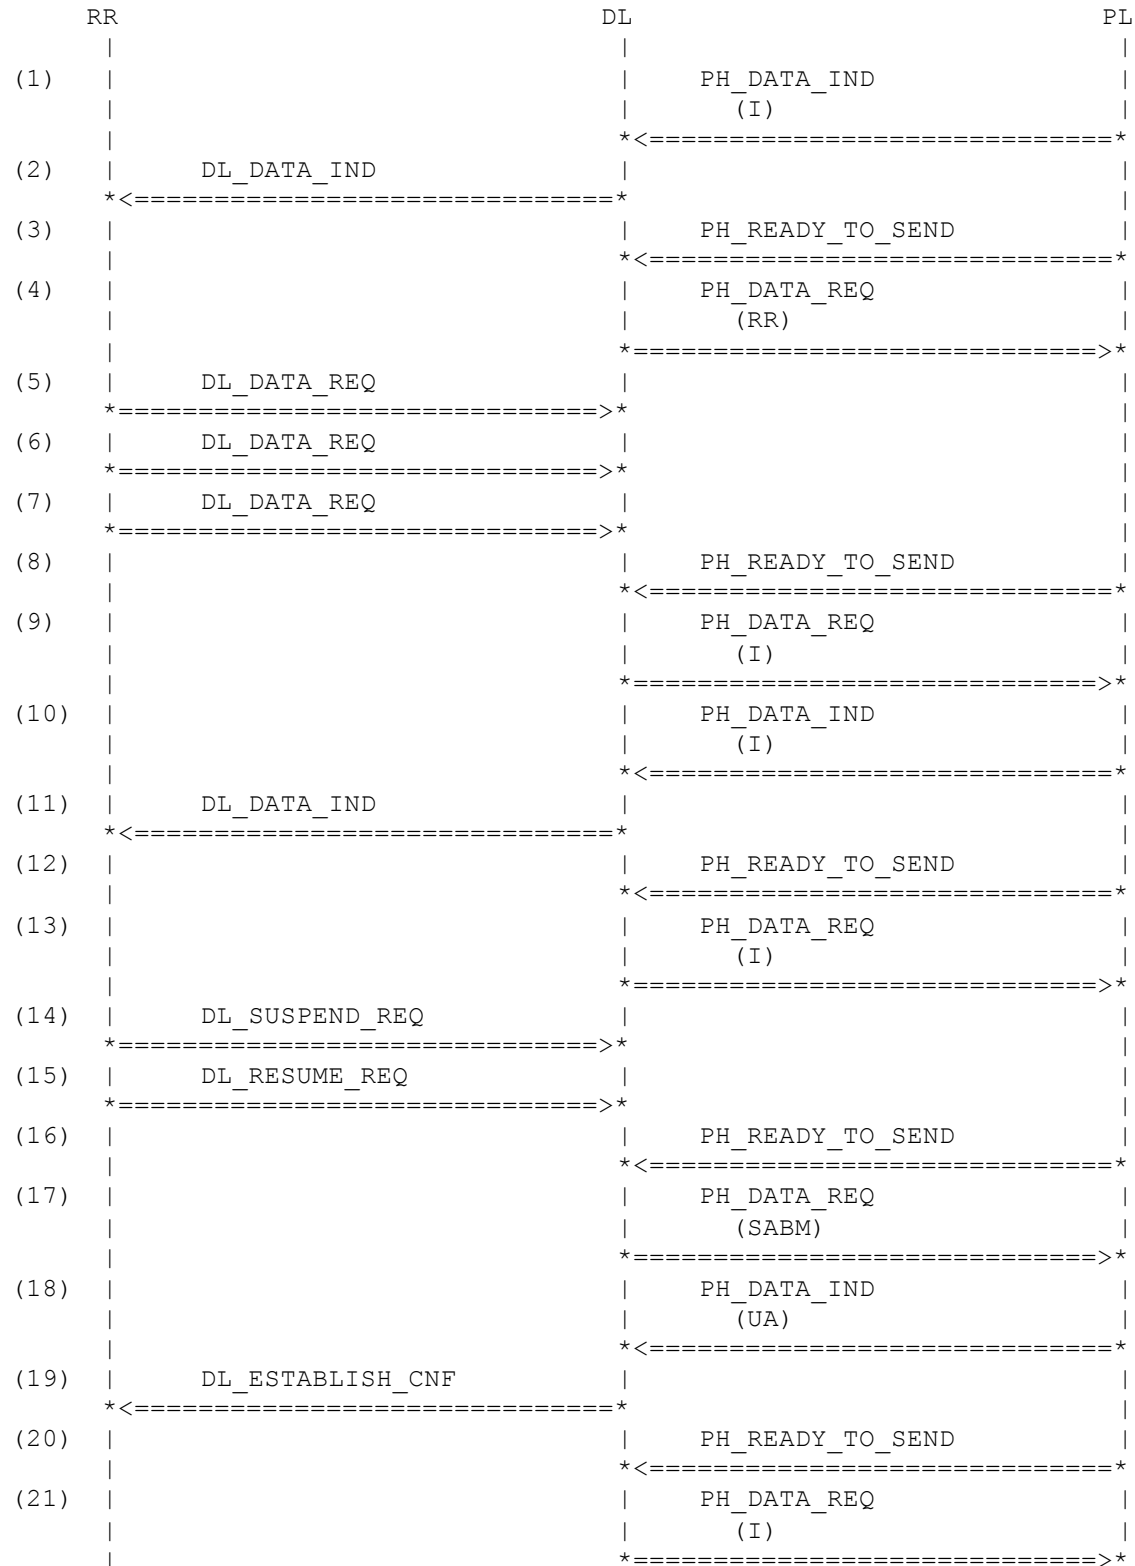 RR DL PL
| | |
(1) | | PH_DATA_IND |
| | (I) |
| *<=============================*
(2) | DL_DATA_IND | |
*<==============================* |
(3) | | PH_READY_TO_SEND |
| *<=============================*
(4) | | PH_DATA_REQ |
| | (RR) |
| *=============================>*
(5) | DL_DATA_REQ | |
*==============================>* |
(6) | DL_DATA_REQ | |
*==============================>* |
(7) | DL_DATA_REQ | |
*==============================>* |
(8) | | PH_READY_TO_SEND |
| *<=============================*
(9) | | PH_DATA_REQ |
| | (I) |
| *=============================>*
(10) | | PH_DATA_IND |
| | (I) |
| *<=============================*
(11) | DL_DATA_IND | |
*<==============================* |
(12) | | PH_READY_TO_SEND |
| *<=============================*
(13) | | PH_DATA_REQ |
| | (I) |
| *=============================>*
(14) | DL_SUSPEND_REQ | |
*==============================>* |
(15) | DL_RESUME_REQ | |
*==============================>* |
(16) | | PH_READY_TO_SEND |
| *<=============================*
(17) | | PH_DATA_REQ |
| | (SABM) |
| *=============================>*
(18) | | PH_DATA_IND |
| | (UA) |
| *<=============================*
(19) | DL_ESTABLISH_CNF | |
*<==============================* |
(20) | | PH_READY_TO_SEND |
| *<=============================*
(21) | | PH_DATA_REQ |
| | (I) |
| *=============================>*